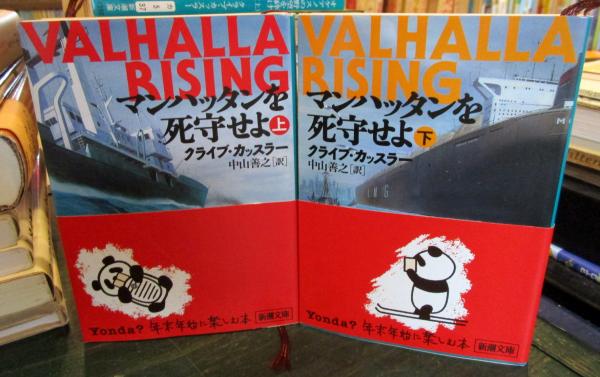 VALHALLA
RISING
マンハッタンを
死守せよ 上
クライブ・カッスラー
中山善之[訳]
Yonda? 年末年始に楽しむ本
新潮文庫
VALHALLA
RISING
マンハッタンを
死守せよ 下
クライブ・カッスラー
中山善之[訳]
Yonda? 年末年始に楽しむ本
新潮文庫